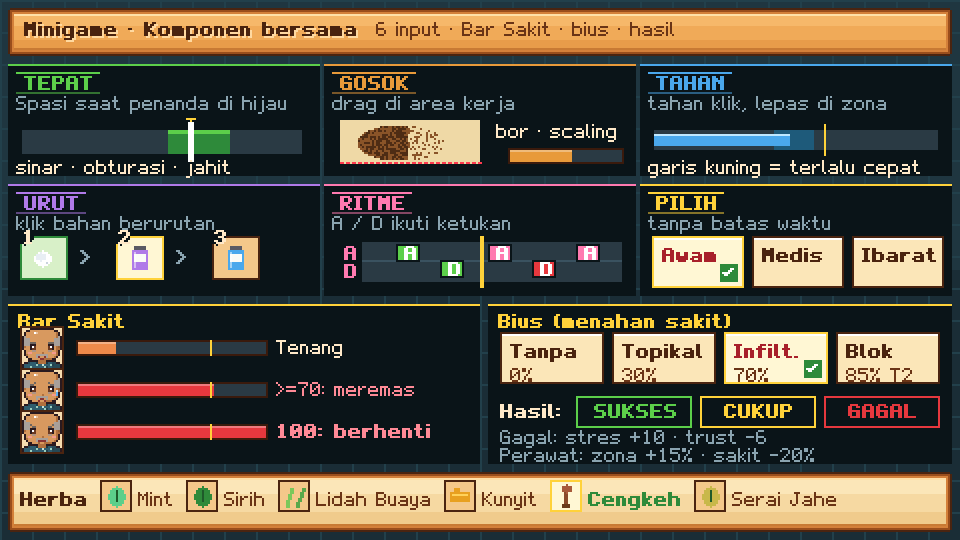 Minigame · Komponen bersama 6 input · Bar Sakit · bius · hasil
TEPAT
Spasi saat penanda di hijau
sinar · obturasi · jahit
GOSOK
drag di area kerja
bor · scaling
TAHAN
tahan klik, lepas di zona
garis kuning = terlalu cepat
URUT
klik bahan berurutan
1 > 2 > 3
RITME
A / D ikuti ketukan
A A A A
D D D
PILIH
tanpa batas waktu
Awam Medis Ibarat
Bar Sakit
Tenang
>=70: meremas
100: berhenti
Bius (menahan sakit)
Tanpa Topikal Infilt. Blok
0% 30% 70% 85% T2
Hasil: SUKSES CUKUP GAGAL
Gagal: stres +10 · trust -6
Perawat: zona +15% · sakit -20%
Herba Mint Sirih Lidah Buaya Kunyit Cengkeh Serai Jahe